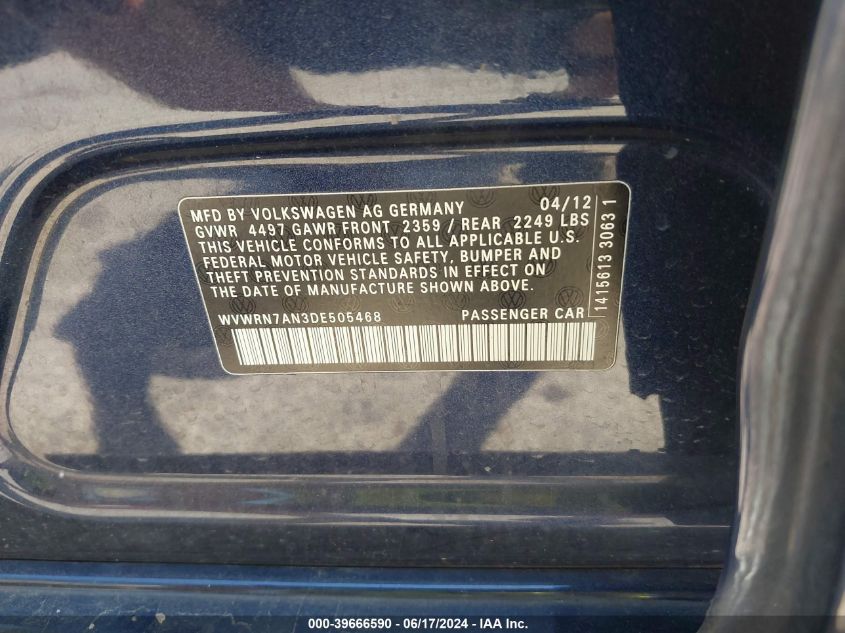 MFD BY VOLKSWAGEN AG GERMANY 04/12
GVWR 4497 GAWR FRONT 2359 / REAR 2249 LBS
THIS VEHICLE CONFORMS TO ALL APPLICABLE U.S.
FEDERAL MOTOR VEHICLE SAFETY, BUMPER AND
THEFT PREVENTION STANDARDS IN EFFECT ON
THE DATE OF MANUFACTURE SHOWN ABOVE.
WVWRN7AN3DE505468 PASSENGER CAR
1415613 3063 1
000-39666590 - 06/17/2024 - IAA Inc.